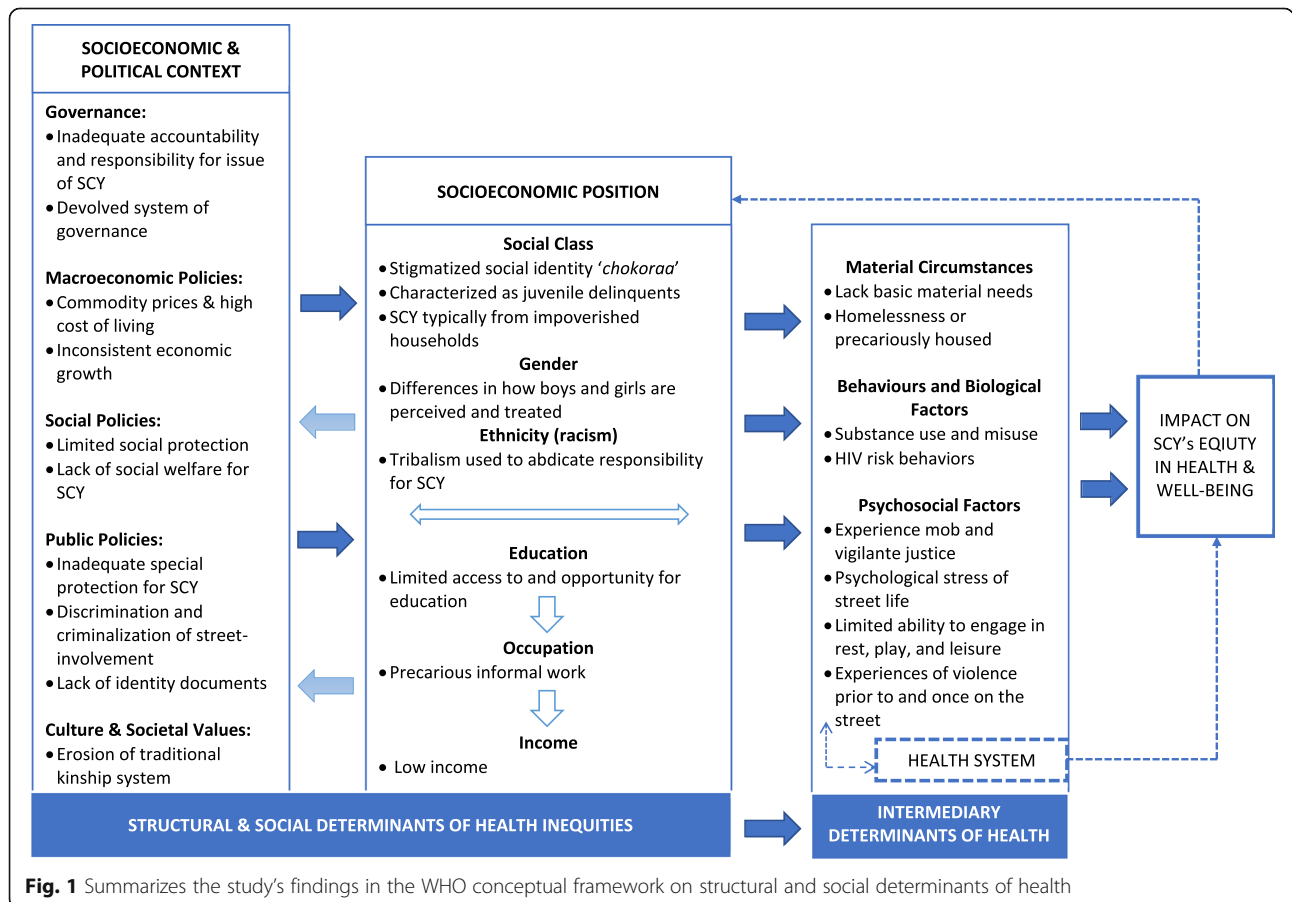 SOCIOECONOMIC &
POLITICAL CONTEXT
Governance:
• Inadequate accountability
and responsibility for issue
of SCY
• Devolved system of
governance
Macroeconomic Policies:
• Commodity prices & high
cost of living
• Inconsistent economic
growth
Social Policies:
• Limited social protection
• Lack of social welfare for
SCY
Public Policies:
• Inadequate special
protection for SCY
• Discrimination and
criminalization of street-
involvement
• Lack of identity documents
Culture & Societal Values:
• Erosion of traditional
kinship system
SOCIOECONOMIC POSITION
Social Class
• Stigmatized social identity ‘chokoraa’
• Characterized as juvenile delinquents
• SCY typically from impoverished
households
Gender
• Differences in how boys and girls are
perceived and treated
Ethnicity (racism)
• Tribalism used to abdicate responsibility
for SCY
Education
• Limited access to and opportunity for
education
Occupation
• Precarious informal work
Income
• Low income
STRUCTURAL & SOCIAL DETERMINANTS OF HEALTH INEQUITIES
Material Circumstances
• Lack basic material needs
• Homelessness or
precariously housed
Behaviours and Biological
Factors
• Substance use and misuse
• HIV risk behaviors
Psychosocial Factors
• Experience mob and
vigilante justice
• Psychological stress of
street life
• Limited ability to engage in
rest, play, and leisure
• Experiences of violence
prior to and once on the
street
HEALTH SYSTEM
INTERMEDIARY
DETERMINANTS OF HEALTH
IMPACT ON
SCY's EQIUTY
IN HEALTH &
WELL-BEING
Fig. 1 Summarizes the study's findings in the WHO conceptual framework on structural and social determinants of health